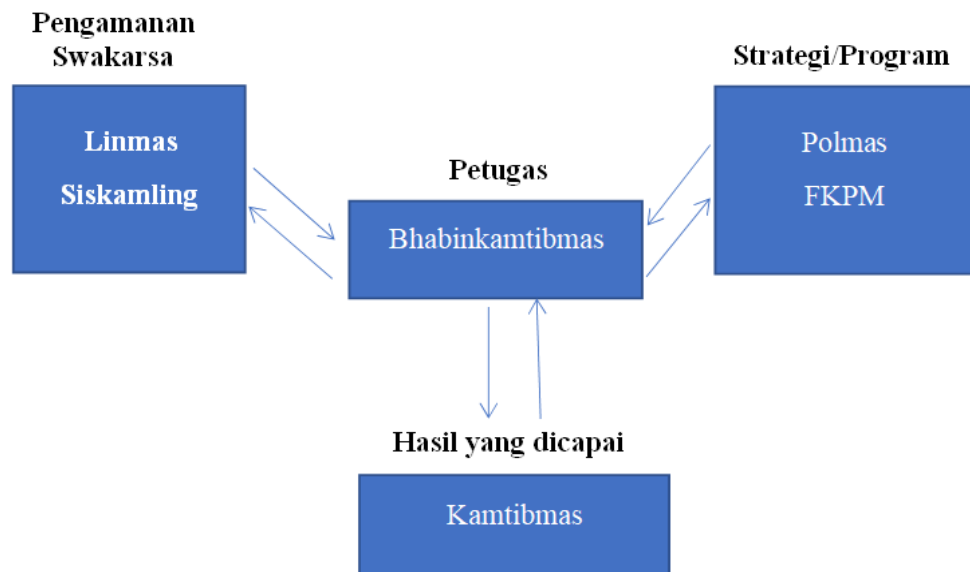 Pengamanan
Swakarsa
Linmas
Siskamling
Strategi/Program
Polmas
FKPM
Petugas
Bhabinkamtibmas
Hasil yang dicapai
Kamtibmas